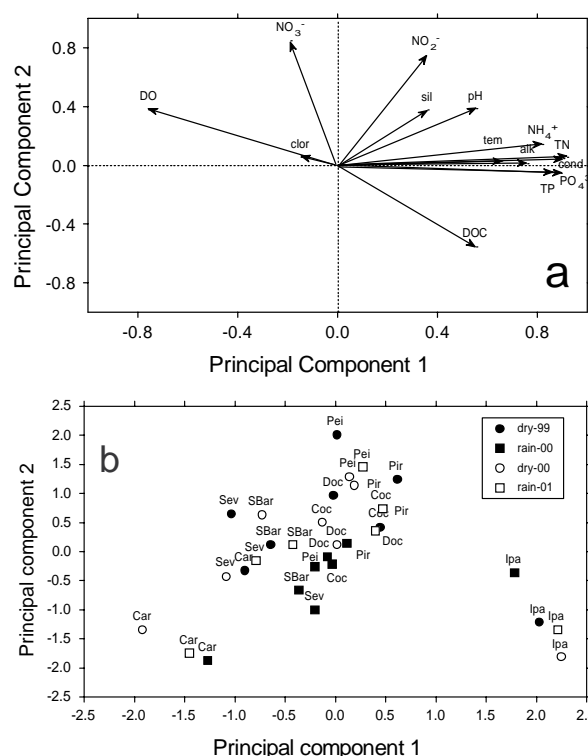 Principal Component 2
0.8
0.4
0.0
-0.4
-0.8
NO₃⁻
NO₂⁻
DO
sil
pH
clor
tem
NH₄⁺
TN
alk
cond
TP
PO₄
DOC
a
-0.8
-0.4
0.0
0.4
0.8
Principal Component 1
Principal component 2
2.5
2.0
1.5
1.0
0.5
0.0
-0.5
-1.0
-1.5
-2.0
-2.5
b
dry-99
rain-00
dry-00
rain-01
Pei
Pei
Pei
Pir
Pir
Doc
Coc
Sev
SBar
Coc
Doc
Coc
Pir
SBar
SBar
Doc
Doc
Sev
Sev
Car
Pei
Pir
SBar
Coc
Sev
Ipa
Car
Car
Car
Ipa
Ipa
Ipa
-2.5
-2.0
-1.5
-1.0
-0.5
0.0
0.5
1.0
1.5
2.0
2.
Principal component 1